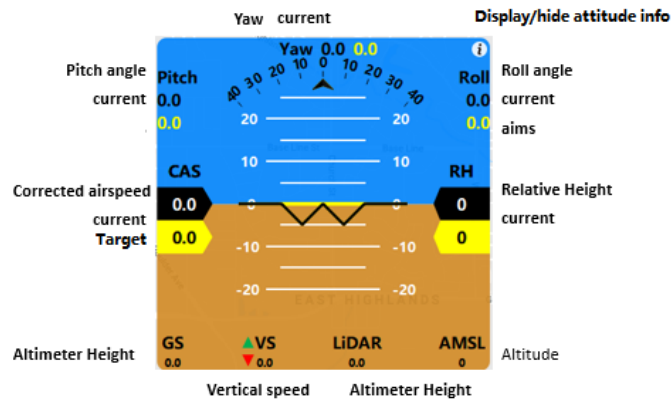 Yaw current
Display/hide attitude info
Yaw 0.0 0.0
i
40 30 20 10 0 10 20 30 40
Pitch angle
current
Pitch
0.0
0.0
Roll
0.0
0.0
Roll angle
current
aims
20 20
10 10
CAS
RH
Corrected airspeed
current
Target
0.0
0.0
0 0
0
0
Relative Height
current
-10 -10
-20 -20
EAST HIGHLANDS
Altimeter Height
GS
0.0
VS
0.0
LiDAR
0.0
AMSL
0
Altitude
Vertical speed
Altimeter Height